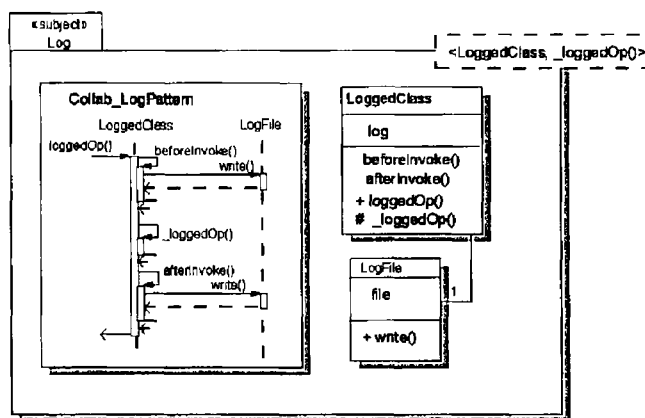 «subject»
Log
<LoggedClass, _loggedOp()>
Collab_LogPattern
LoggedClass
LogFile
loggedOp()
beforeInvoke()
write()
_loggedOp()
afterInvoke()
write()
LoggedClass
log
beforeInvoke()
afterInvoke()
+ loggedOp()
# _loggedOp()
LogFile
file
1
+ write()